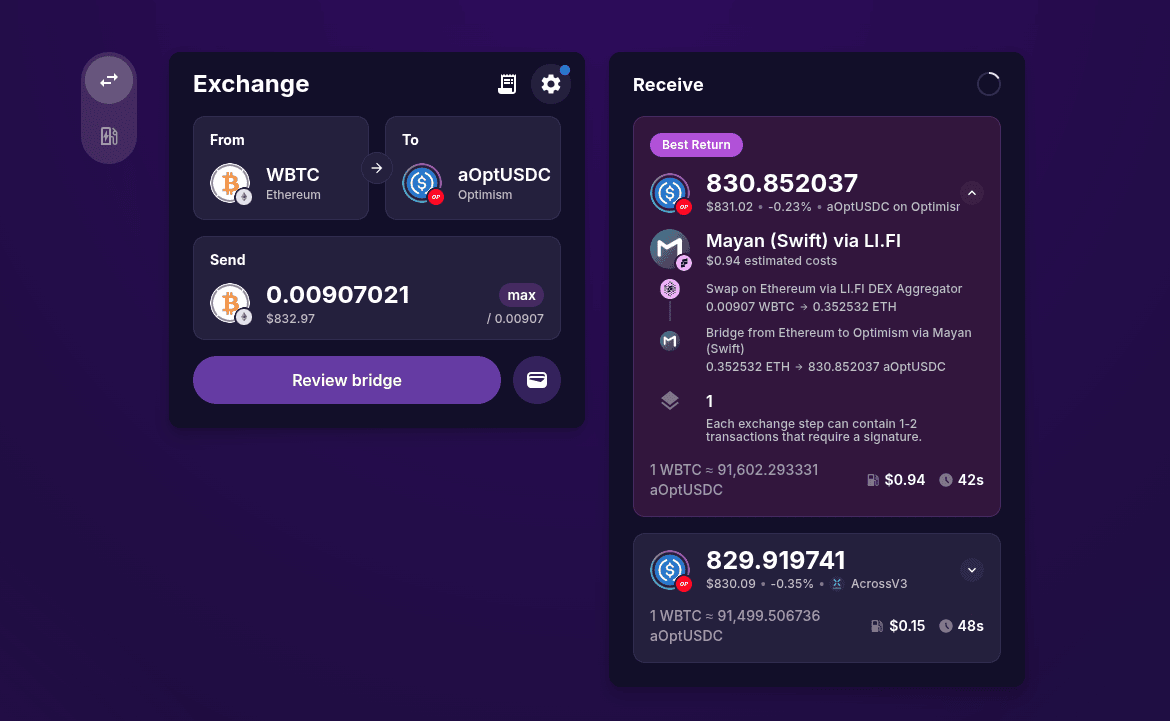 Exchange
From
WBTC
Ethereum
To
aOptUSDC
Optimism
OP
Send
0.00907021
max
$832.97
/ 0.00907
Review bridge
Receive
Best Return
830.852037
$831.02 • -0.23% • aOptUSDC on Optimisr
OP
Mayan (Swift) via LI.FI
$0.94 estimated costs
Swap on Ethereum via LI.FI DEX Aggregator
0.00907 WBTC → 0.352532 ETH
Bridge from Ethereum to Optimism via Mayan
(Swift)
0.352532 ETH → 830.852037 aOptUSDC
1
Each exchange step can contain 1-2
transactions that require a signature.
1 WBTC ≈ 91,602.293331
aOptUSDC
$0.94
42s
829.919741
$830.09 • -0.35% • AcrossV3
OP
1 WBTC ≈ 91,499.506736
aOptUSDC
$0.15
48s